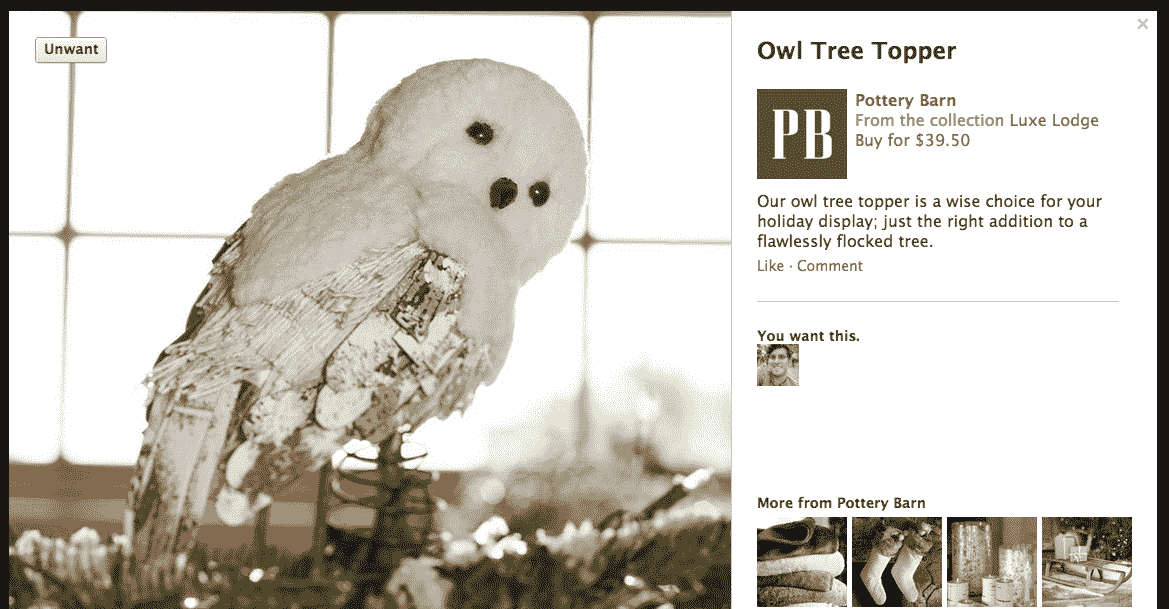 Unwant
×
Owl Tree Topper
PB
Pottery Barn
From the collection Luxe Lodge
Buy for $39.50
Our owl tree topper is a wise choice for your
holiday display; just the right addition to a
flawlessly flocked tree.
Like · Comment
You want this.
More from Pottery Barn